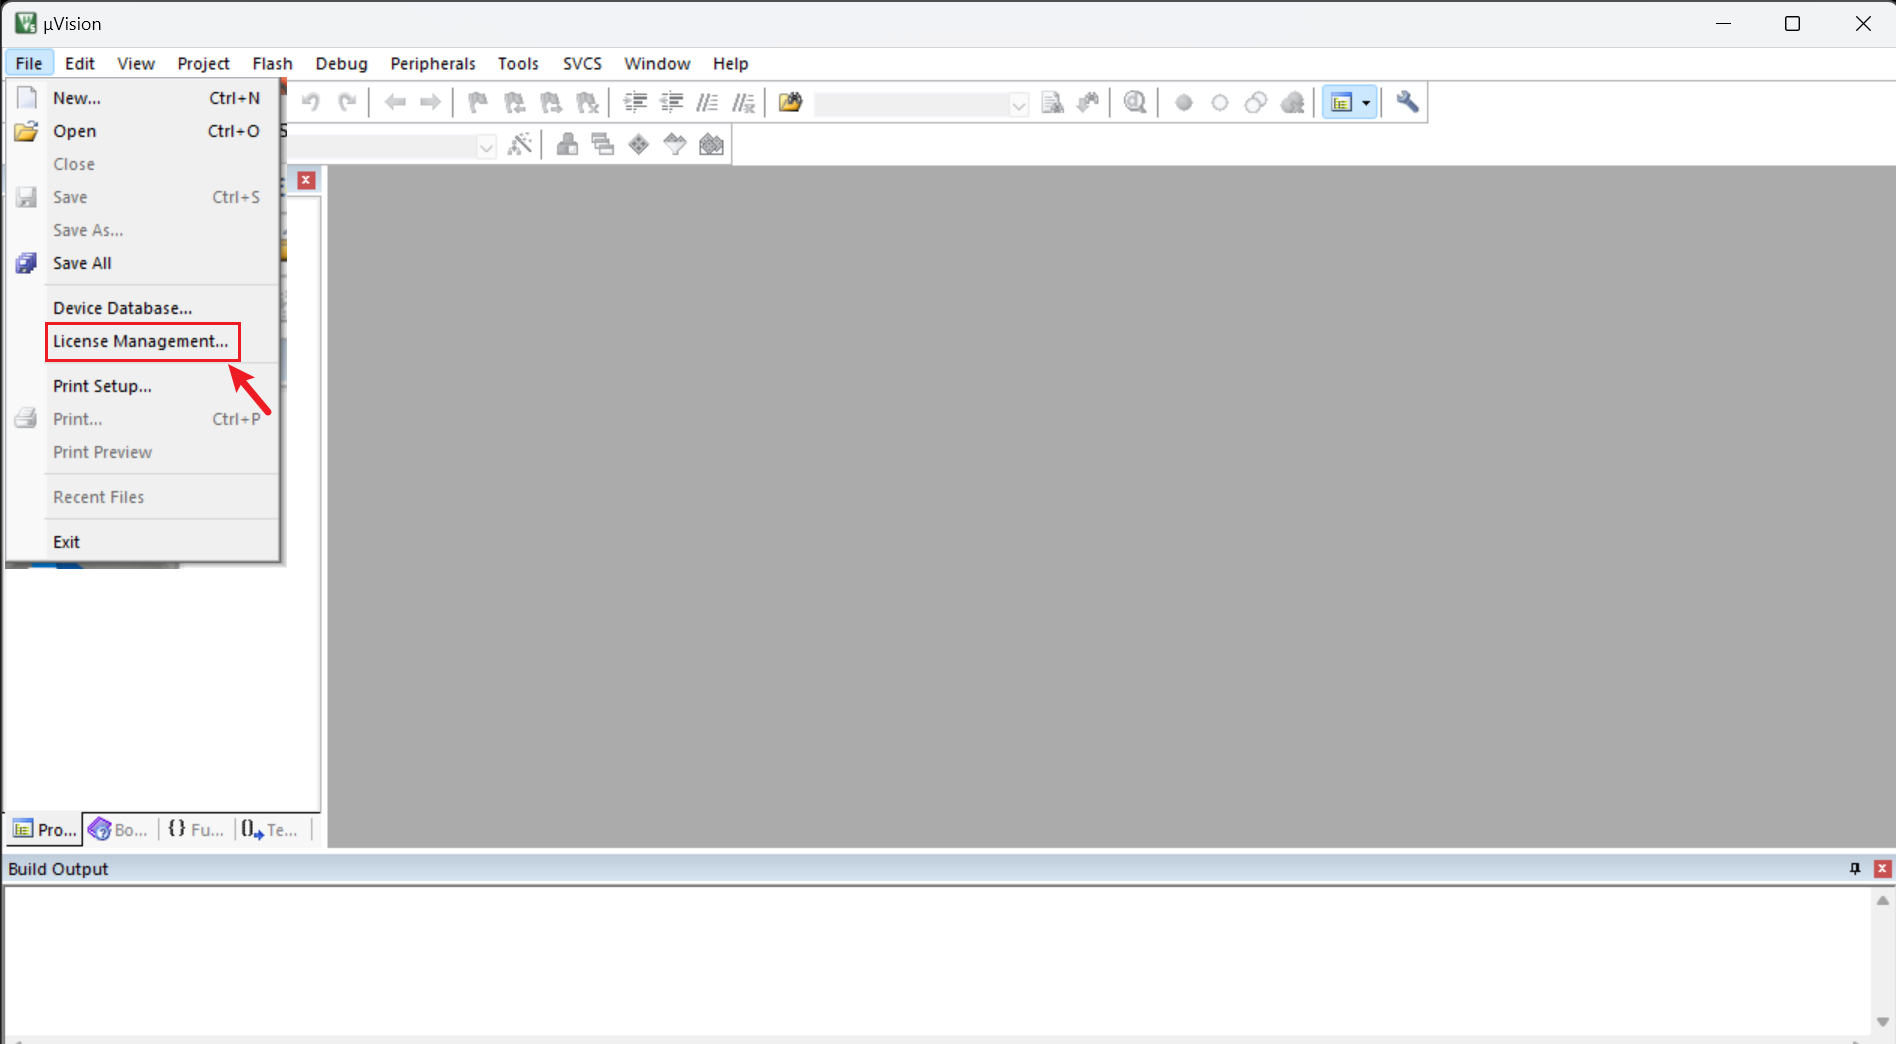 µVision
File Edit View Project Flash Debug Peripherals Tools SVCS Window Help
New... Ctrl+N
Open Ctrl+O
Close
Save Ctrl+S
Save As...
Save All
Device Database...
License Management...
Print Setup...
Print... Ctrl+P
Print Preview
Recent Files
Exit
Pro... Bo... {} Fu... Te...
Build Output